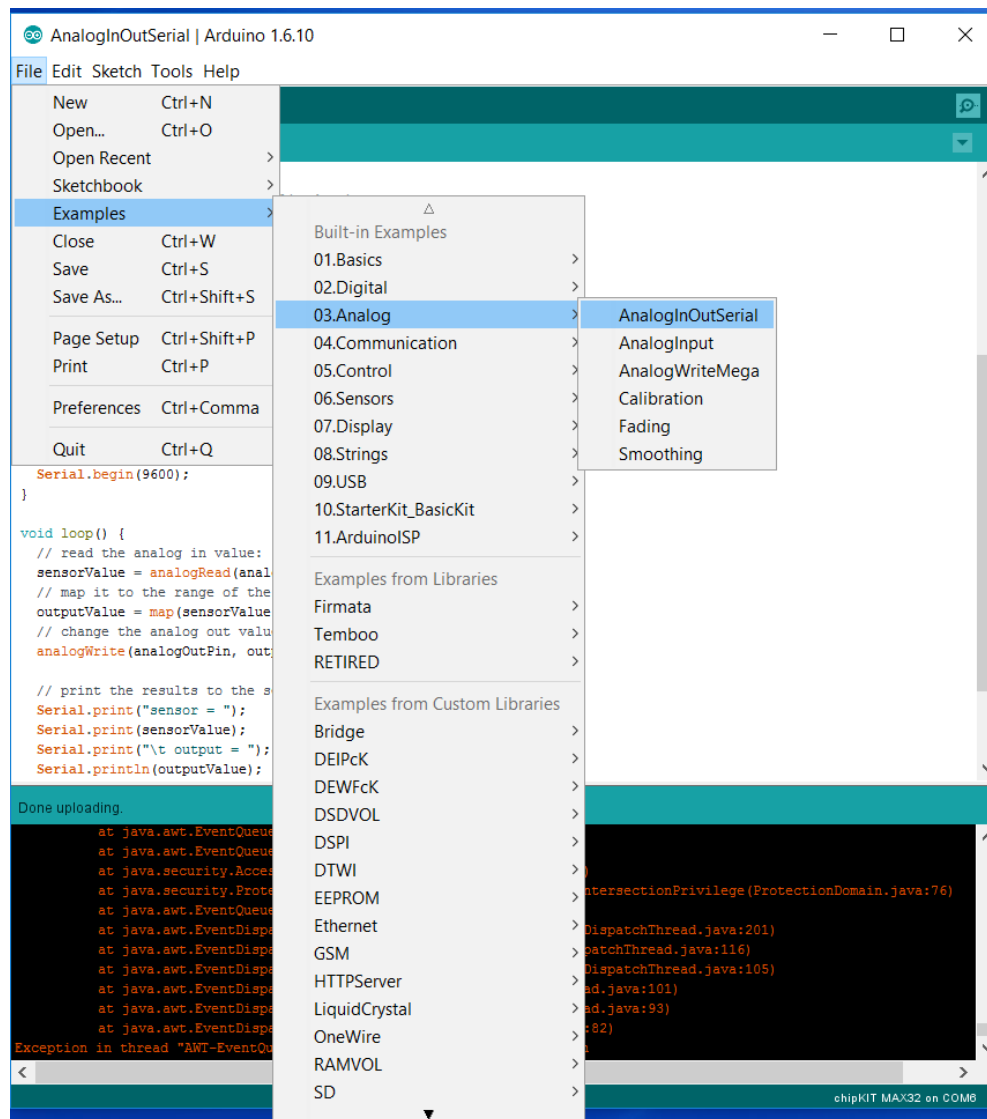 AnalogInOutSerial | Arduino 1.6.10
File Edit Sketch Tools Help
New Ctrl+N
Open... Ctrl+O
Open Recent
Sketchbook
Examples
Close Ctrl+W
Save Ctrl+S
Save As... Ctrl+Shift+S
Page Setup Ctrl+Shift+P
Print Ctrl+P
Preferences Ctrl+Comma
Quit Ctrl+Q
Built-in Examples
01.Basics
02.Digital
03.Analog
04.Communication
05.Control
06.Sensors
07.Display
08.Strings
09.USB
10.StarterKit_BasicKit
11.ArduinoISP
Examples from Libraries
Firmata
Temboo
RETIRED
Examples from Custom Libraries
Bridge
DEIPcK
DEWFcK
DSDVOL
DSPI
DTWI
EEPROM
Ethernet
GSM
HTTPServer
LiquidCrystal
OneWire
RAMVOL
SD
AnalogInOutSerial
AnalogInput
AnalogWriteMega
Calibration
Fading
Smoothing
Serial.begin(9600);
}
void loop() {
// read the analog in value:
sensorValue = analogRead(anal
// map it to the range of the
outputValue = map(sensorValue
// change the analog out valu
analogWrite(analogOutPin, out
// print the results to the s
Serial.print("sensor = ");
Serial.print(sensorValue);
Serial.print("\t output = ");
Serial.println(outputValue);
Done uploading.
at java.awt.EventQueue
at java.awt.EventQueue
at java.security.Acces )
at java.security.Prote ntersectionPrivilege(ProtectionDomain.java:76)
at java.awt.EventQueue
at java.awt.EventDispa DispatchThread.java:201)
at java.awt.EventDispa patchThread.java:116)
at java.awt.EventDispa DispatchThread.java:105)
at java.awt.EventDispa ad.java:101)
at java.awt.EventDispa ad.java:93)
at java.awt.EventDispa :82)
Exception in thread "AWT-EventQu
chipKIT MAX32 on COM6